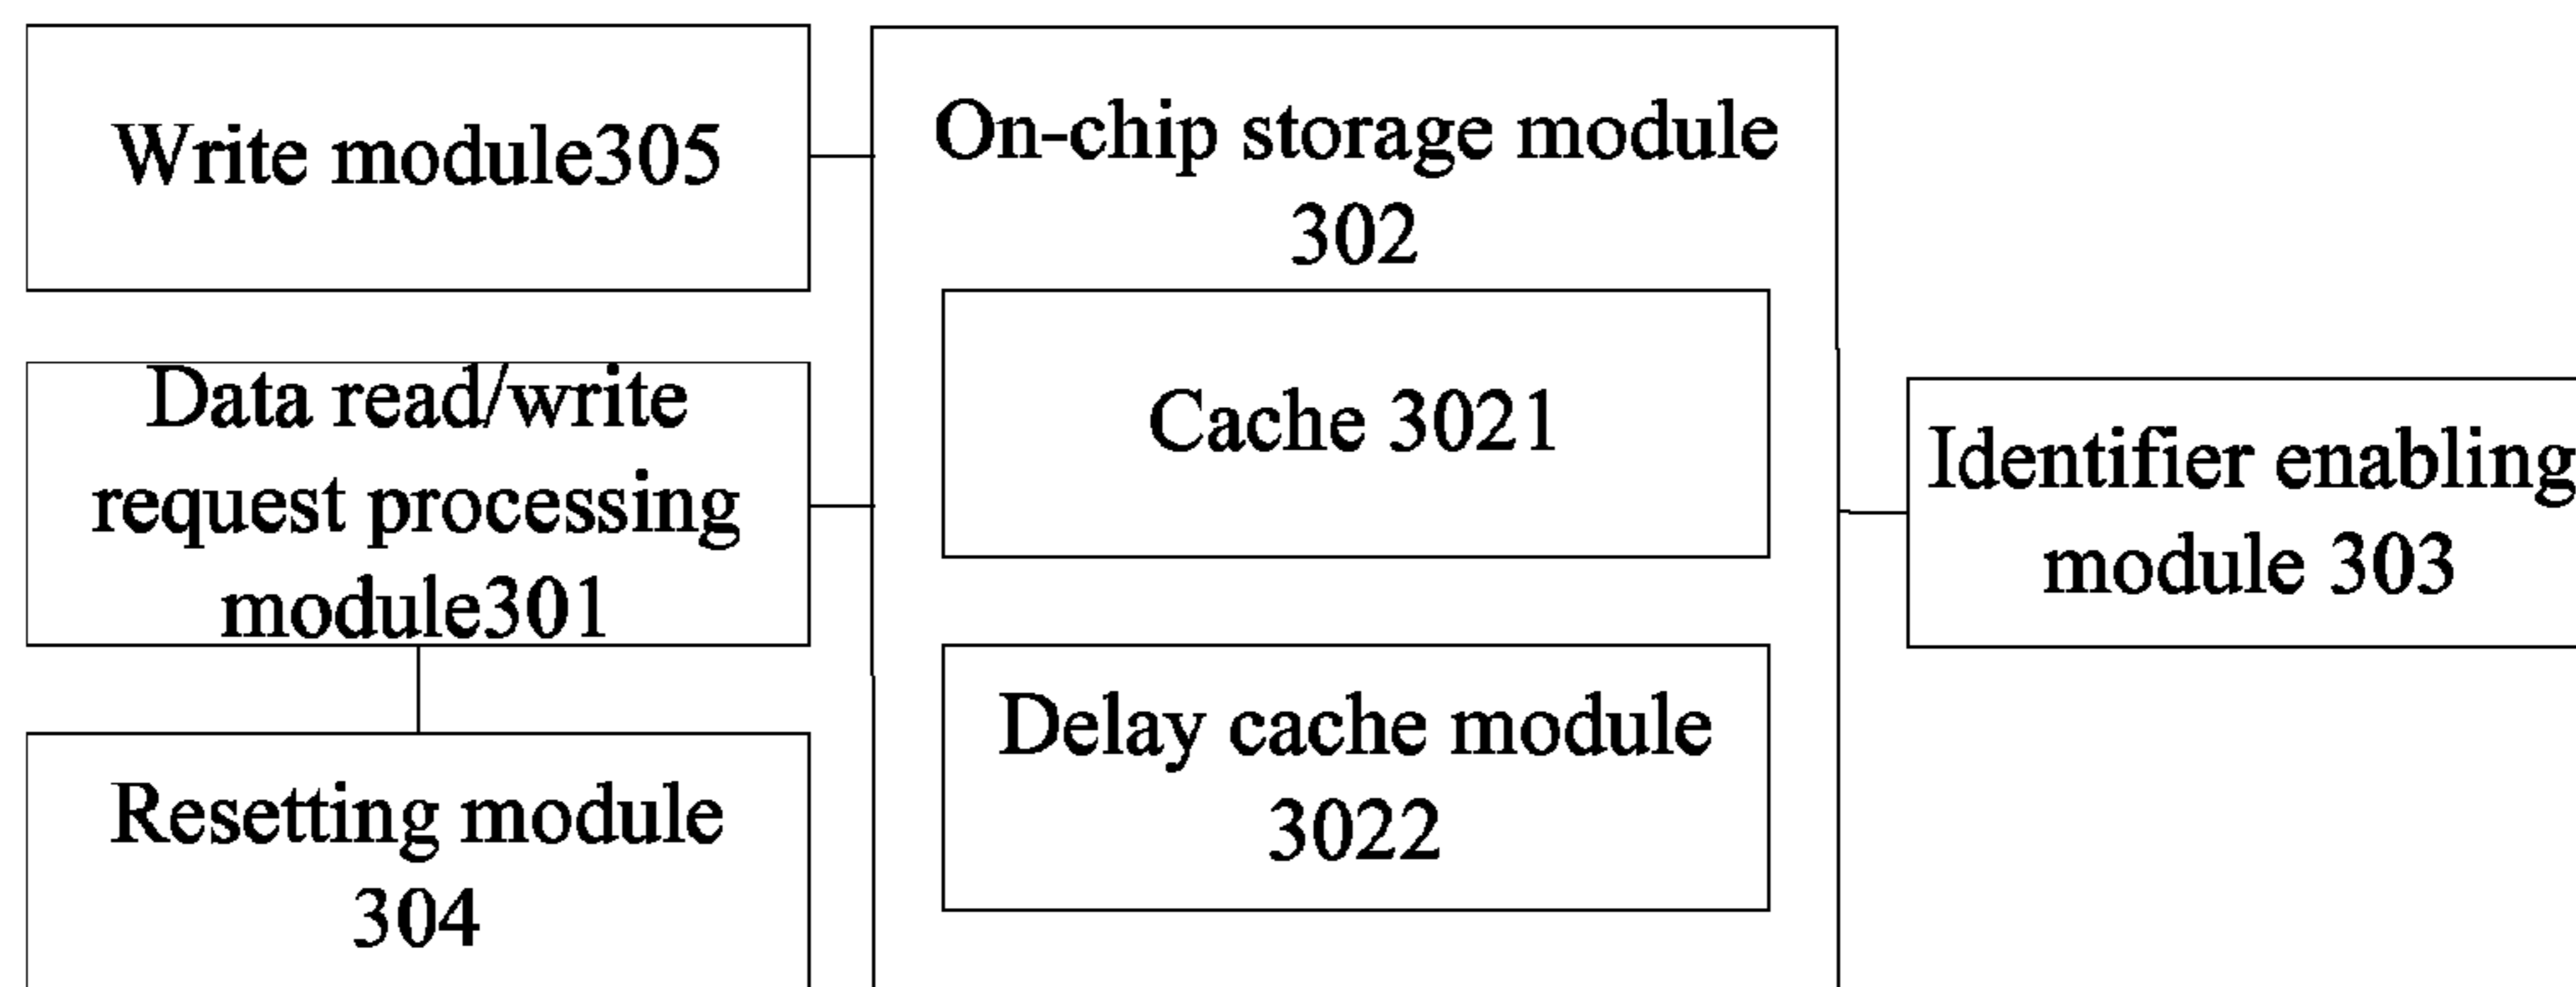 Write module305
Data read/write
request processing
module301
Resetting module
304
On-chip storage module
302
Cache 3021
Delay cache module
3022
Identifier enabling
module 303